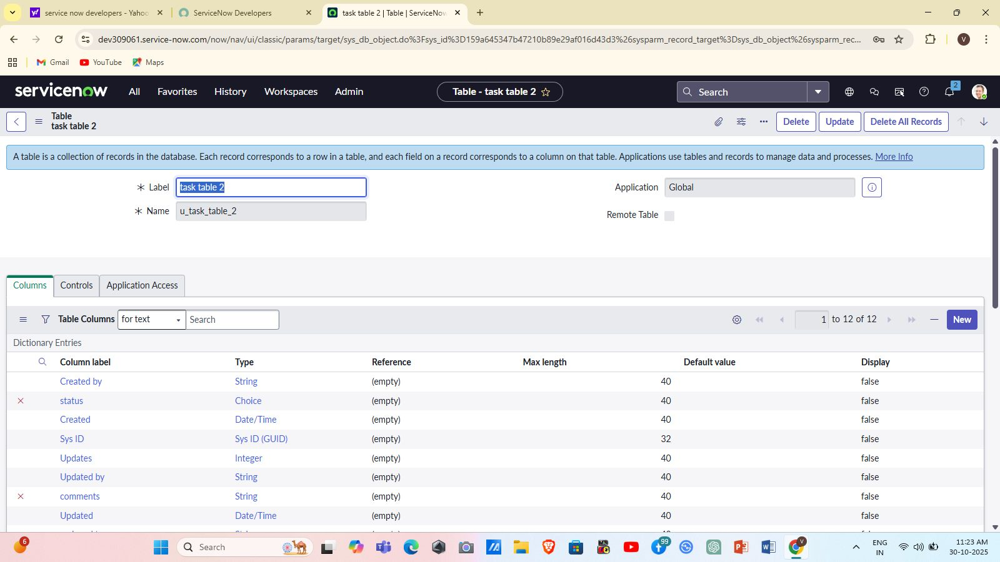 service now developers - Yahoo
ServiceNow Developers
task table 2 | Table | ServiceNow
dev309061.service-now.com/now/nav/ui/classic/params/target/sys_db_object.do%3Fsys_id%3D159a645347b47210b89e29af016d43d3%26sysparm_record_target%3Dsys_db_object%26sysparm_rec...
V
Gmail
YouTube
Maps
servicenow
All
Favorites
History
Workspaces
Admin
Table - task table 2
Search
2
Table
task table 2
Delete
Update
Delete All Records
A table is a collection of records in the database. Each record corresponds to a row in a table, and each field on a record corresponds to a column on that table. Applications use tables and records to manage data and processes. More Info
Label
task table 2
Application
Global
Name
u_task_table_2
Remote Table
Columns
Controls
Application Access
Table Columns
for text
Search
1 to 12 of 12
New
Dictionary Entries
Column label Type Reference Max length Default value Display
Created by String (empty) 40 false
status Choice (empty) 40 false
Created Date/Time (empty) 40 false
Sys ID Sys ID (GUID) (empty) 32 false
Updates Integer (empty) 40 false
Updated by String (empty) 40 false
comments String (empty) 40 false
Updated Date/Time (empty) 40 false
6
Search
99
V
ENG
IN
11:23 AM
30-10-2025